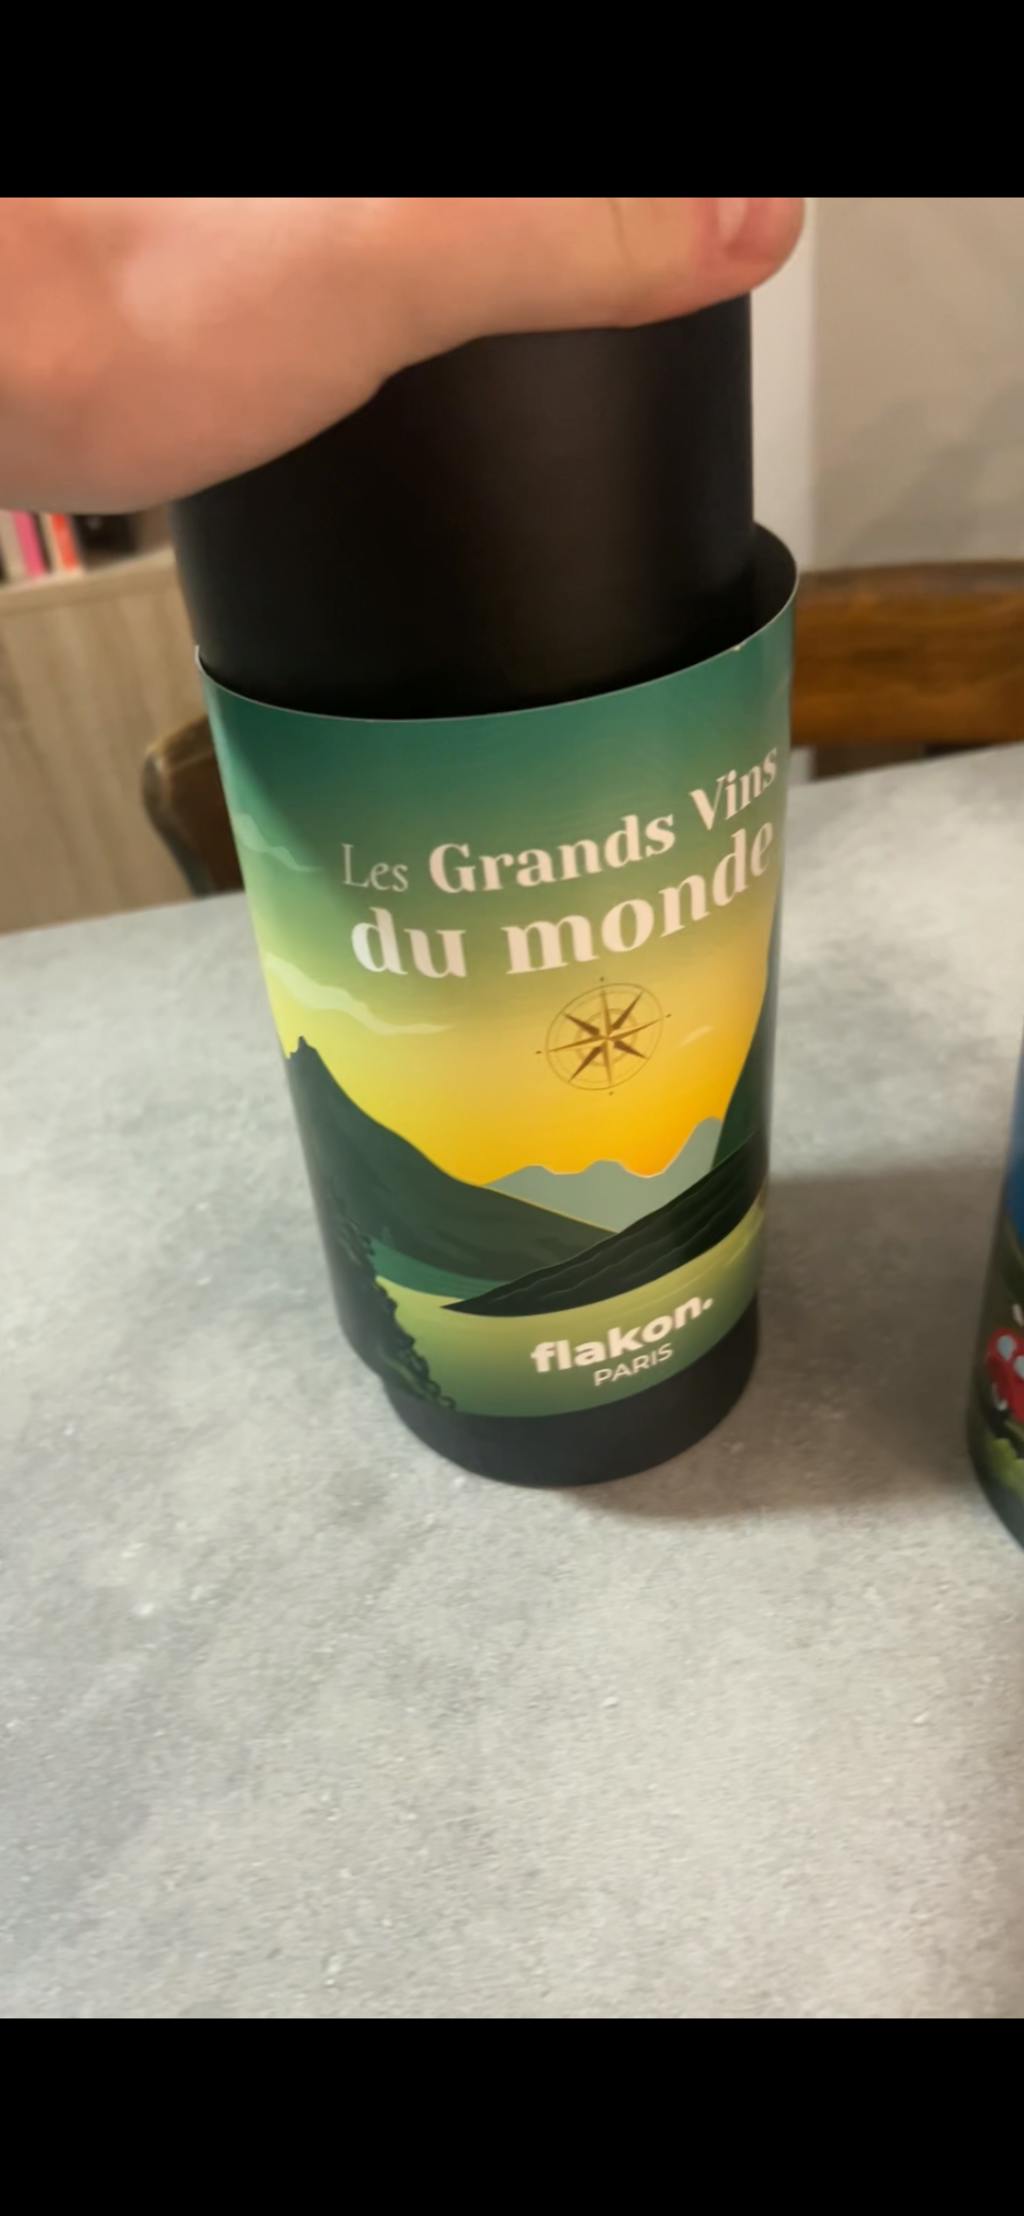 Les Grands Vins
du monde
flakon.
PARIS